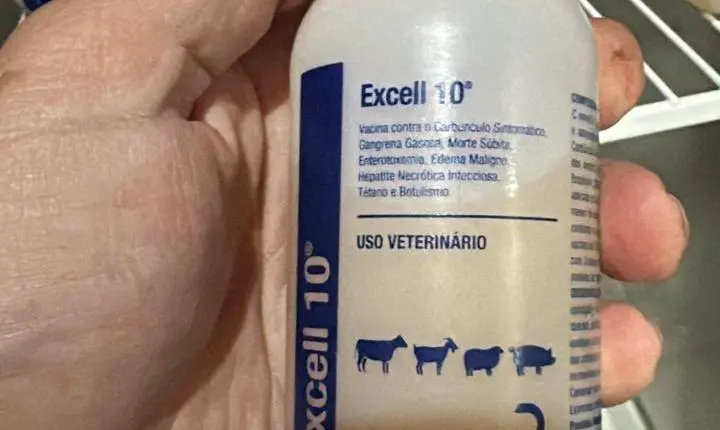 Excell 10®
Vacina contra o Carbúnculo Sintomático,
Gangrena Gasosa, Morte Súbita,
Enterotoxemia, Edema Maligno,
Hepatite Necrótica Infecciosa,
Tétano e Botulismo
USO VETERINÁRIO
xcell 10®